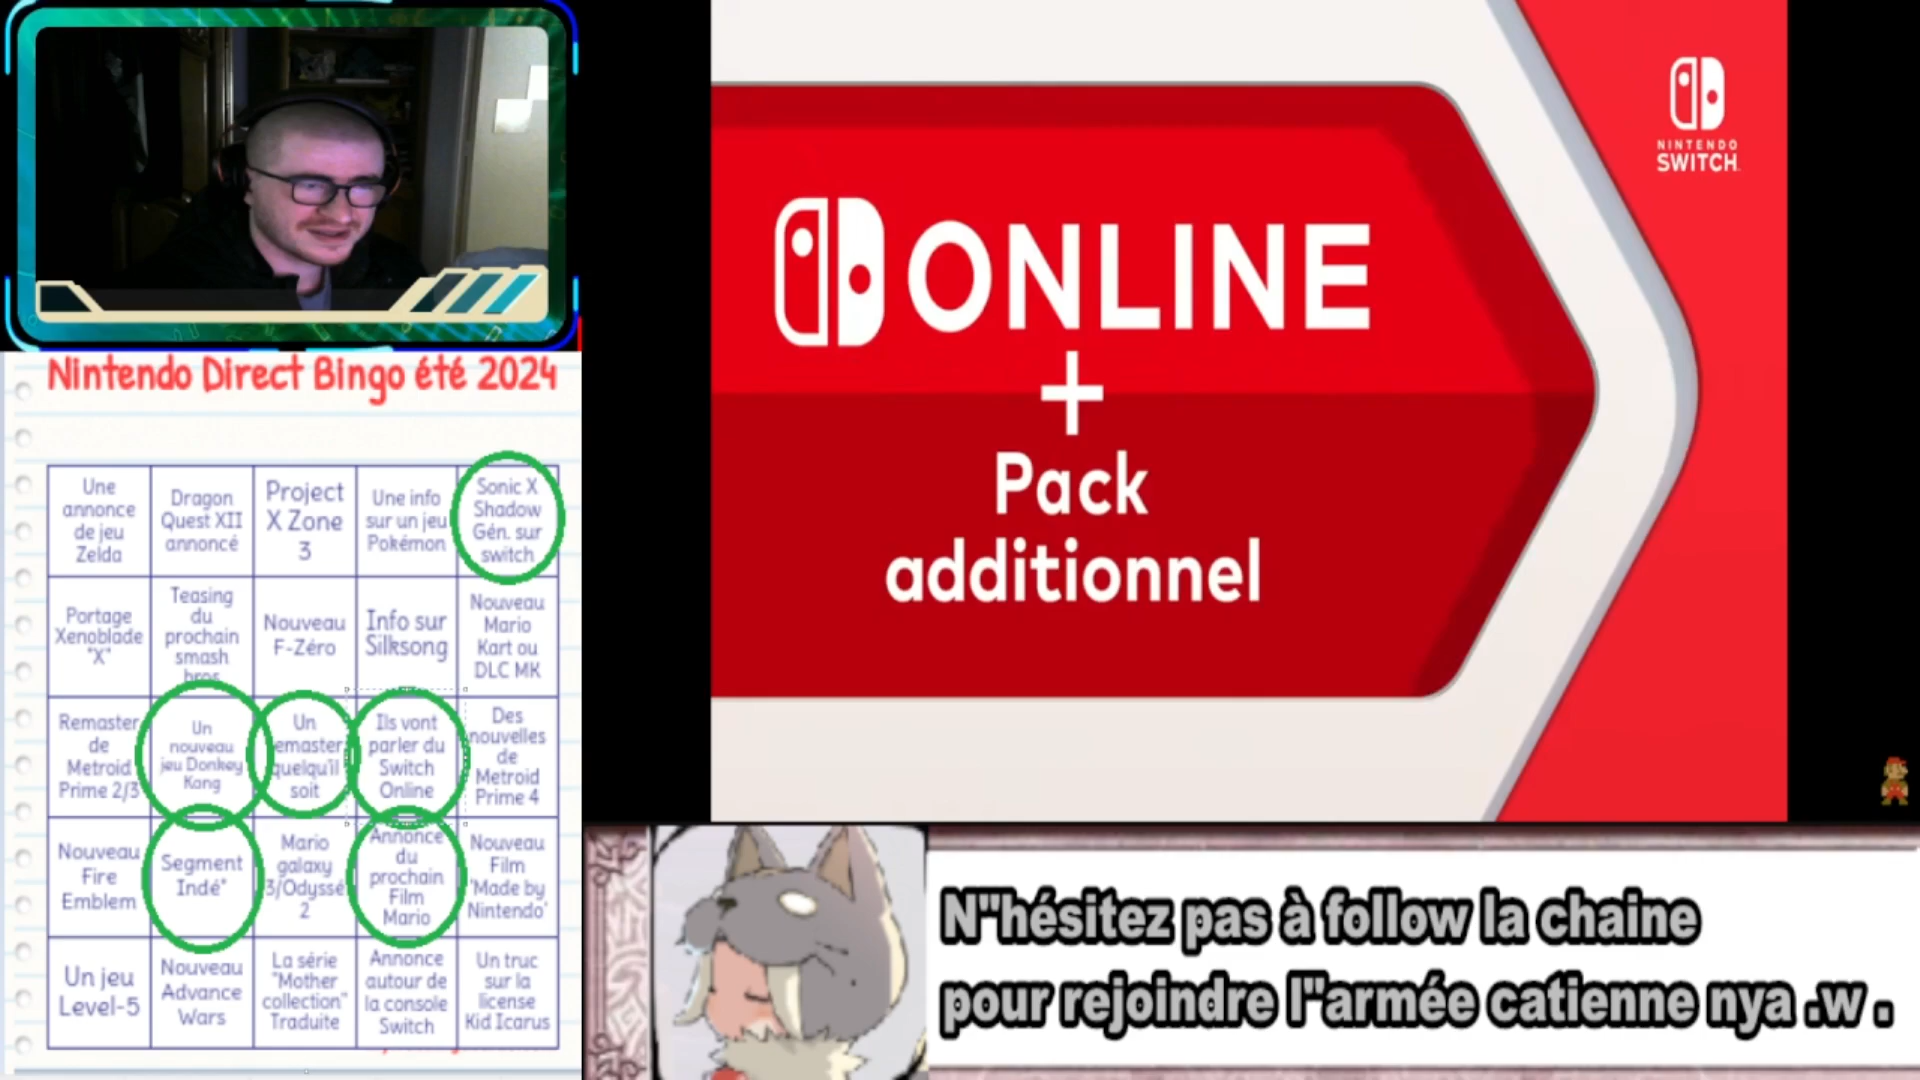 ONLINE
+
Pack
additionnel
NINTENDO
SWITCH
Nintendo Direct Bingo été 2024
Une
annonce
de jeu
Zelda
Dragon
Quest XII
annoncé
Project
X Zone
3
Une info
sur un jeu
Pokémon
Sonic X
Shadow
Gén. sur
switch
Portage
Xenoblade
"X"
Teasing
du
prochain
smash
bros
Nouveau
F-Zéro
Info sur
Silksong
Nouveau
Mario
Kart ou
DLC MK
Remaster
de
Metroid
Prime 2/3
Un
nouveau
jeu Donkey
Kong
Un
emaster
quelqu'il
soit
Ils vont
parler du
Switch
Online
Des
nouvelles
de
Metroid
Prime 4
Nouveau
Fire
Emblem
Segment
Indé"
Mario
galaxy
3/Odyssé
2
Annonce
du
prochain
Film
Mario
Nouveau
Film
'Made by
Nintendo'
Un jeu
Level-5
Nouveau
Advance
Wars
La série
"Mother
collection"
Traduite
Annonce
autour de
la console
Switch
Un truc
sur la
license
Kid Icarus
N"hésitez pas à follow la chaine
pour rejoindre l"armée catienne nya .w .